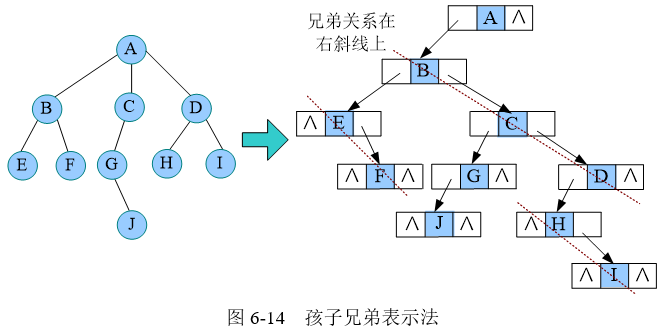 A
B
C
D
E
F
G
H
I
J
兄弟关系在
右斜线上
A ∧
B
∧ E
C
∧ F ∧
G ∧
D ∧
∧ J ∧
∧ H
∧ I ∧
图 6-14 孩子兄弟表示法